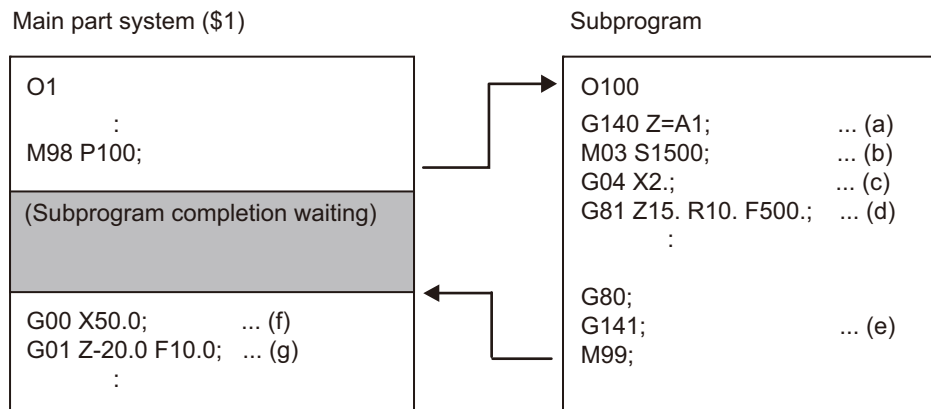 Main part system ($1)
O1
:
M98 P100;
(Subprogram completion waiting)
G00 X50.0; ... (f)
G01 Z-20.0 F10.0; ... (g)
:
Subprogram
O100
G140 Z=A1; ... (a)
M03 S1500; ... (b)
G04 X2.; ... (c)
G81 Z15. R10. F500.; ... (d)
:
G80;
G141; ... (e)
M99;